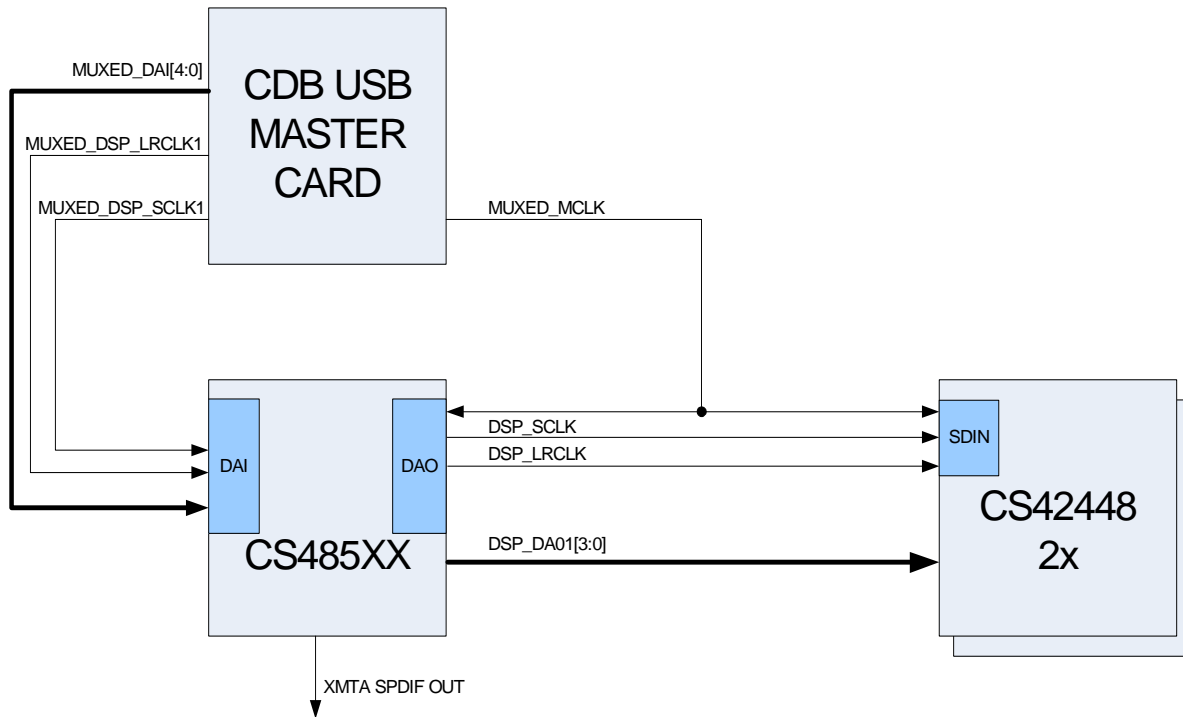 MUXED_DAI[4:0]
CDB USB
MASTER
CARD
MUXED_DSP_LRCLK1
MUXED_DSP_SCLK1
MUXED_MCLK
DSP_SCLK
DSP_LRCLK
SDIN
DAI
DAO
CS42448
2x
CS485XX
DSP_DA01[3:0]
XMTA SPDIF OUT